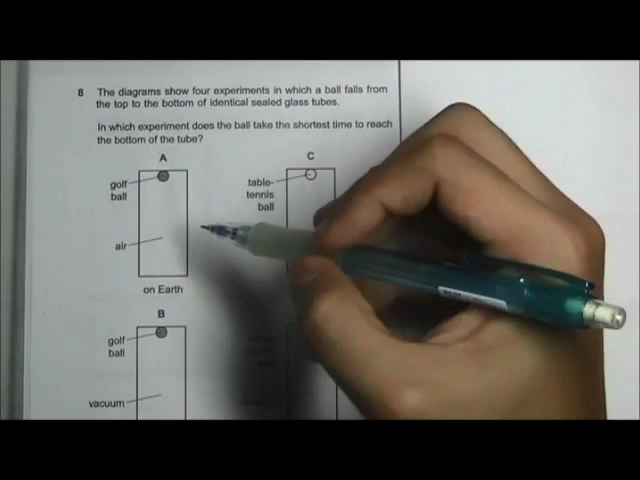 8 The diagrams show four experiments in which a ball falls from
the top to the bottom of identical sealed glass tubes.
In which experiment does the ball take the shortest time to reach
the bottom of the tube?
A
golf
ball
air
on Earth
C
table-
tennis
ball
B
golf
ball
vacuum